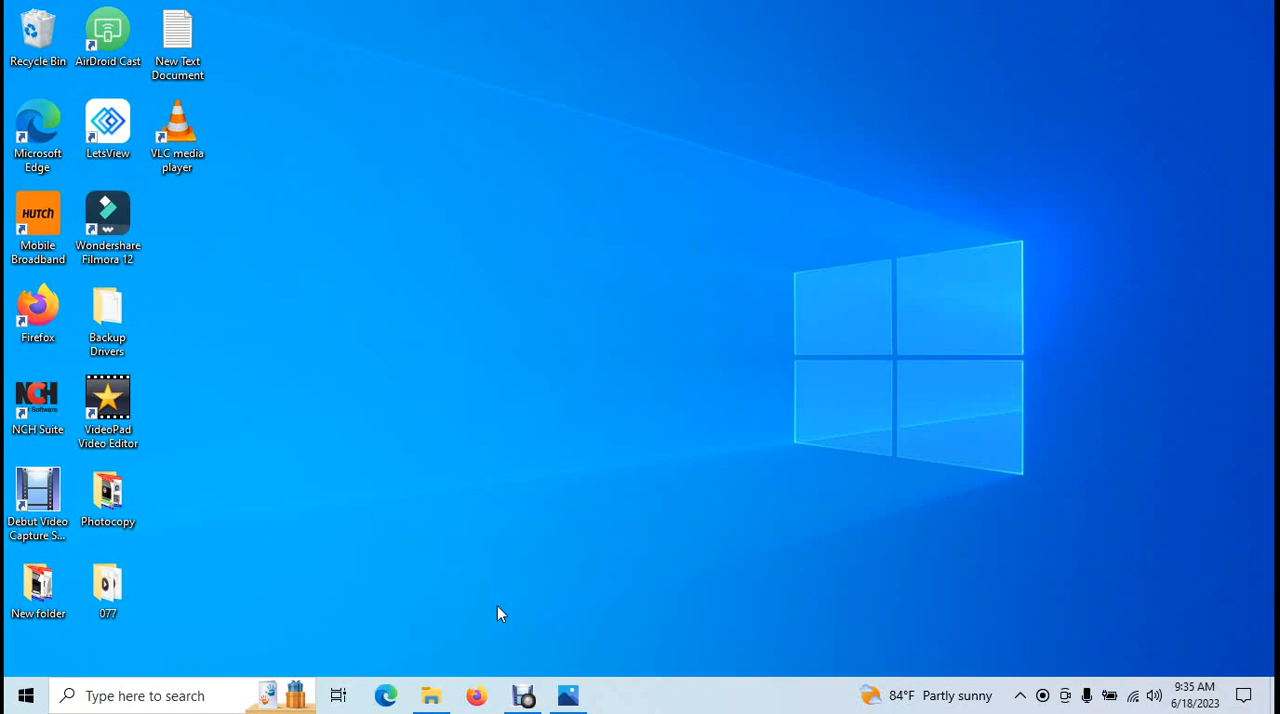 Recycle Bin
AirDroid Cast
New Text
Document
Microsoft
Edge
LetsView
VLC media
player
HUTCH
Mobile
Broadband
Wondershare
Filmora 12
Firefox
Backup
Drivers
NCH
Software
NCH Suite
VideoPad
Video Editor
Debut Video
Capture S...
Photocopy
New folder
077
Type here to search
84°F Partly sunny
9:35 AM
6/18/2023